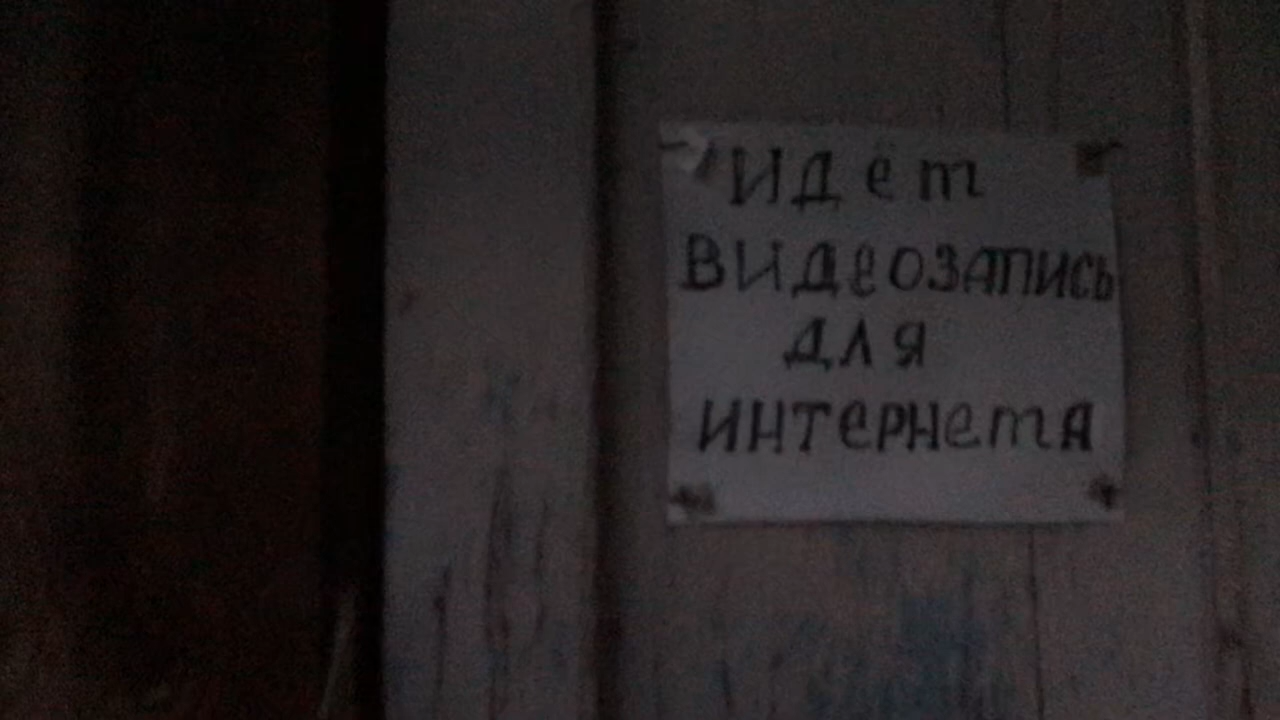 идёт
видеозапись
для
интернета